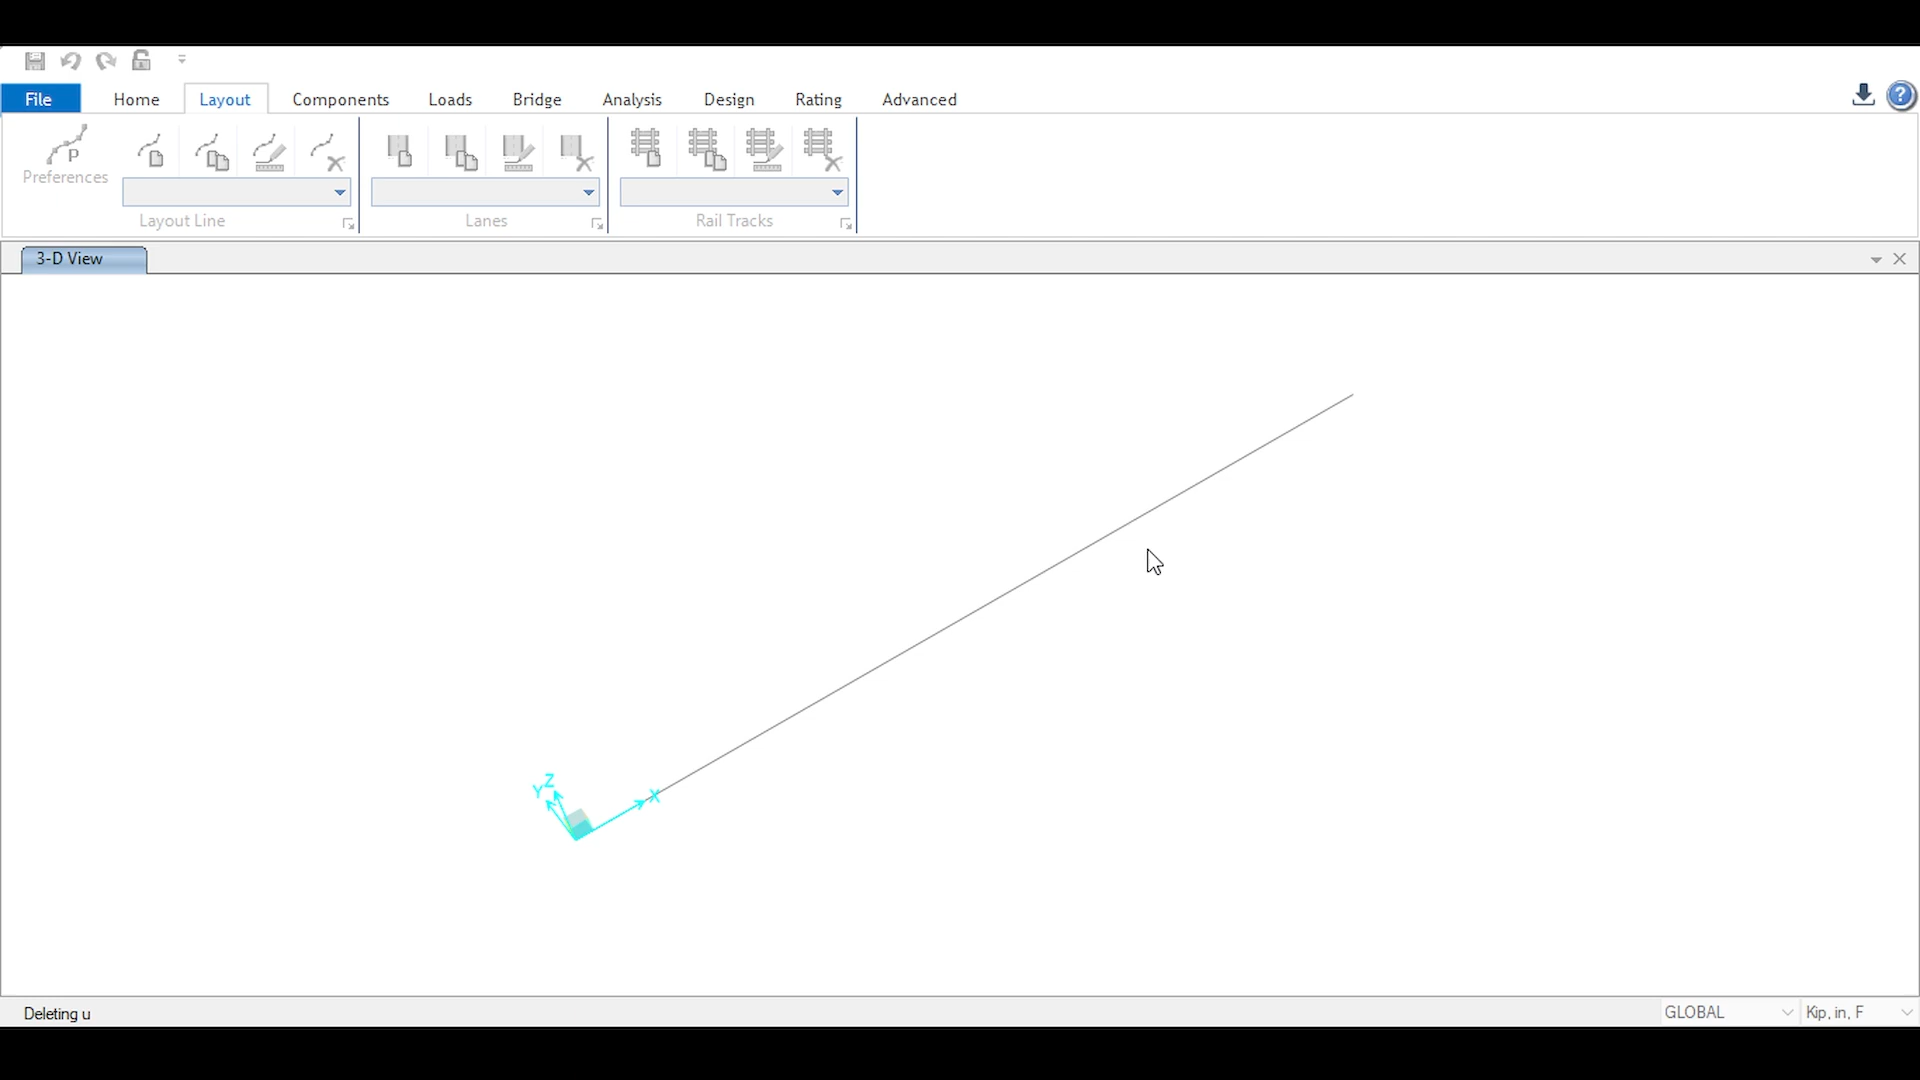 File Home Layout Components Loads Bridge Analysis Design Rating Advanced
?
P
Preferences
Layout Line Lanes Rail Tracks
3-D View
Z
Y
X
Deleting u
GLOBAL Kip, in, F